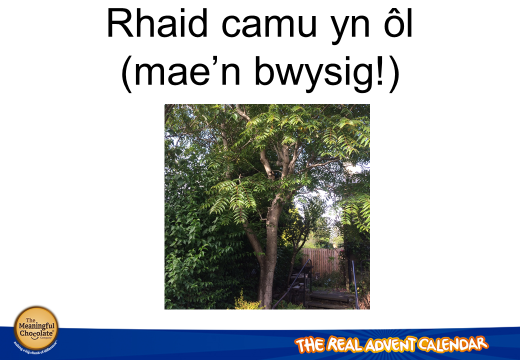 Rhaid camu yn ôl
(mae’n bwysig!)
The
Meaningful
Chocolate
THE REAL ADVENT CALENDAR